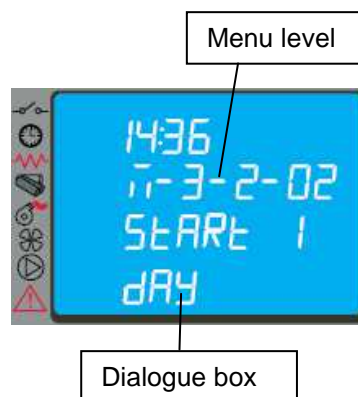 Menu level
14:36
m-3-2-02
StARt 1
dAY
Dialogue box